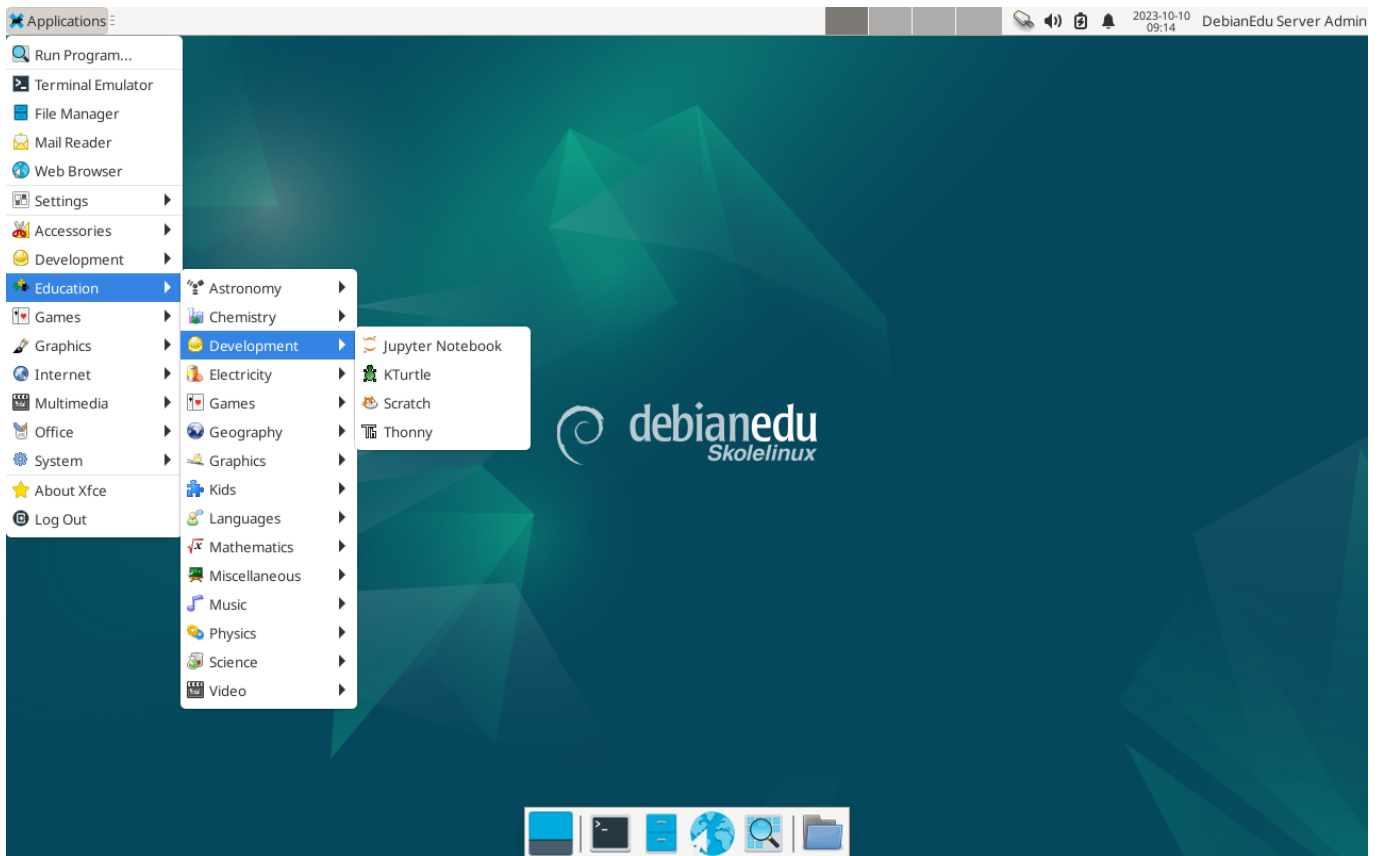 Applications
2023-10-10
09:14
DebianEdu Server Admin
Run Program...
Terminal Emulator
File Manager
Mail Reader
Web Browser
Settings
Accessories
Development
Education
Games
Graphics
Internet
Multimedia
Office
System
About Xfce
Log Out
Astronomy
Chemistry
Development
Electricity
Games
Geography
Graphics
Kids
Languages
Mathematics
Miscellaneous
Music
Physics
Science
Video
Jupyter Notebook
KTurtle
Scratch
Thonny
debianedu
Skolelinux